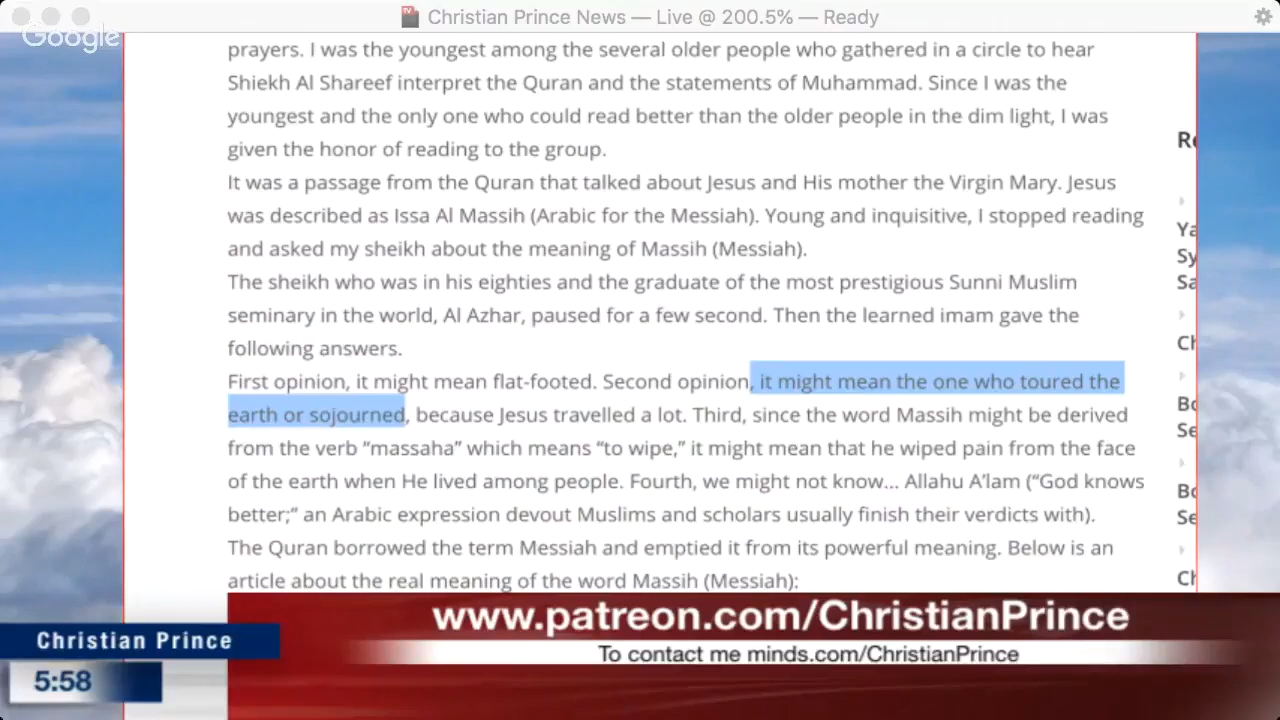 Christian Prince News — Live @ 200.5% — Ready
Google
prayers. I was the youngest among the several older people who gathered in a circle to hear
Shiekh Al Shareef interpret the Quran and the statements of Muhammad. Since I was the
youngest and the only one who could read better than the older people in the dim light, I was
given the honor of reading to the group.
It was a passage from the Quran that talked about Jesus and His mother the Virgin Mary. Jesus
was described as Issa Al Massih (Arabic for the Messiah). Young and inquisitive, I stopped reading
and asked my sheikh about the meaning of Massih (Messiah).
The sheikh who was in his eighties and the graduate of the most prestigious Sunni Muslim
seminary in the world, Al Azhar, paused for a few second. Then the learned imam gave the
following answers.
First opinion, it might mean flat-footed. Second opinion, it might mean the one who toured the
earth or sojourned, because Jesus travelled a lot. Third, since the word Massih might be derived
from the verb “massaha” which means “to wipe,” it might mean that he wiped pain from the face
of the earth when He lived among people. Fourth, we might not know... Allahu A’lam (“God knows
better;” an Arabic expression devout Muslims and scholars usually finish their verdicts with).
The Quran borrowed the term Messiah and emptied it from its powerful meaning. Below is an
article about the real meaning of the word Massih (Messiah):
Re
Ya
Sy
Sa
Ch
Bo
Se
Bo
Se
Ch
www.patreon.com/ChristianPrince
To contact me minds.com/ChristianPrince
Christian Prince
5:58